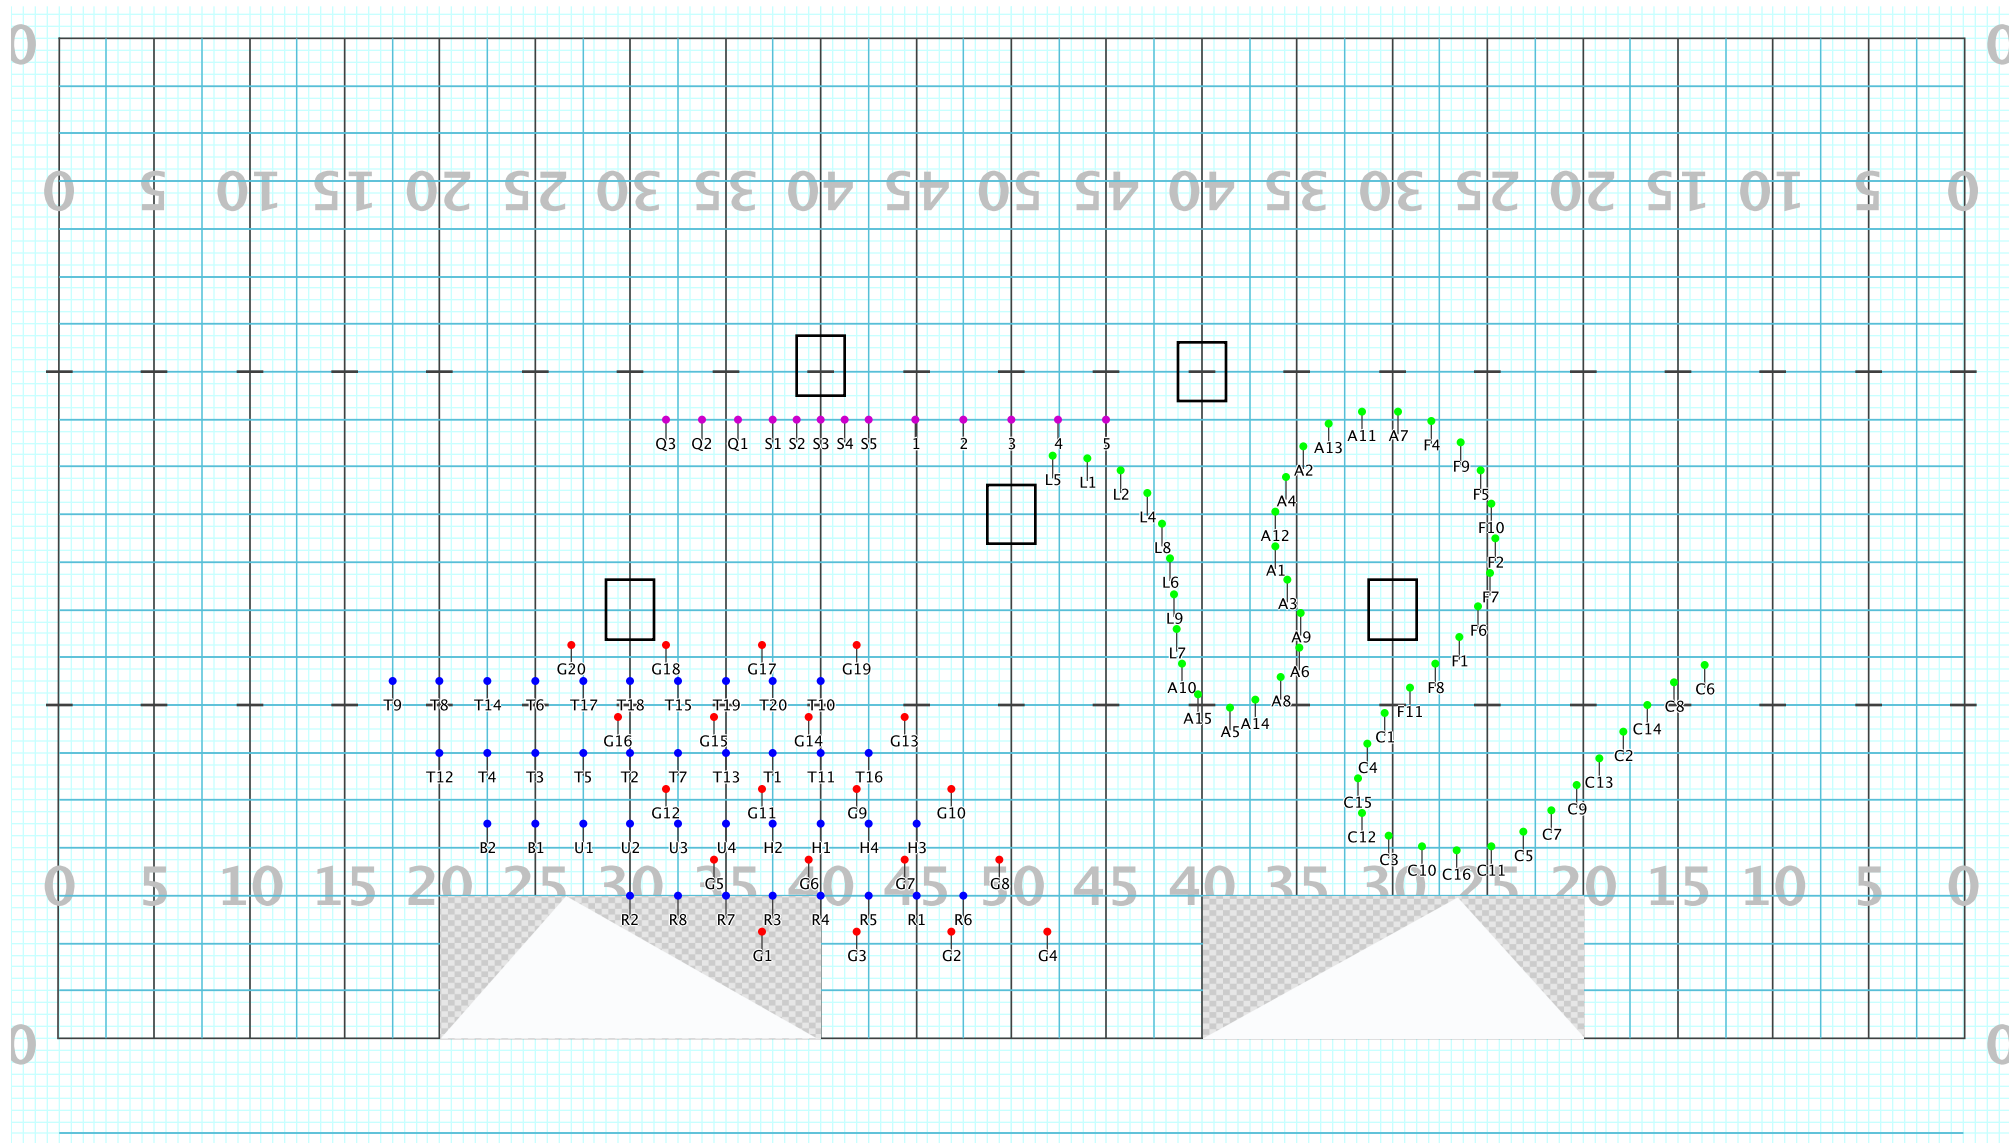 0 0
0 5 10 15 20 25 30 35 40 45 50 45 40 35 30 25 20 15 10 5 0
Q3 Q2 Q1 S1 S2 S3 S4 S5 1 2 3 4 5 A13 A11 A7 F4
L5 L1 L2 A2 F9
L4 A4 F5
L8 A12 F10
L6 A1 F2
L9 A3 F7
L7 A9 F6
G20 G18 G17 G19 A10 A6 F1
T9 T8 T14 T6 T17 T18 T15 T19 T20 T10 A15 A8 F8 C6
G16 G15 G14 G13 A5 A14 F11 C8
C1 C14
T12 T4 T3 T5 T2 T7 T13 T1 T11 T16 C4 C2
G12 G11 G9 G10 C15 C13
B2 B1 U1 U2 U3 U4 H2 H1 H4 H3 C12 C7 C9
G5 G6 G7 G8 C3 C10 C16 C11 C5
0 5 10 15 20 25 30 35 40 45 50 45 40 35 30 25 20 15 10 5 0
R2 R8 R7 R3 R4 R5 R1 R6
G1 G3 G2 G4
0 0